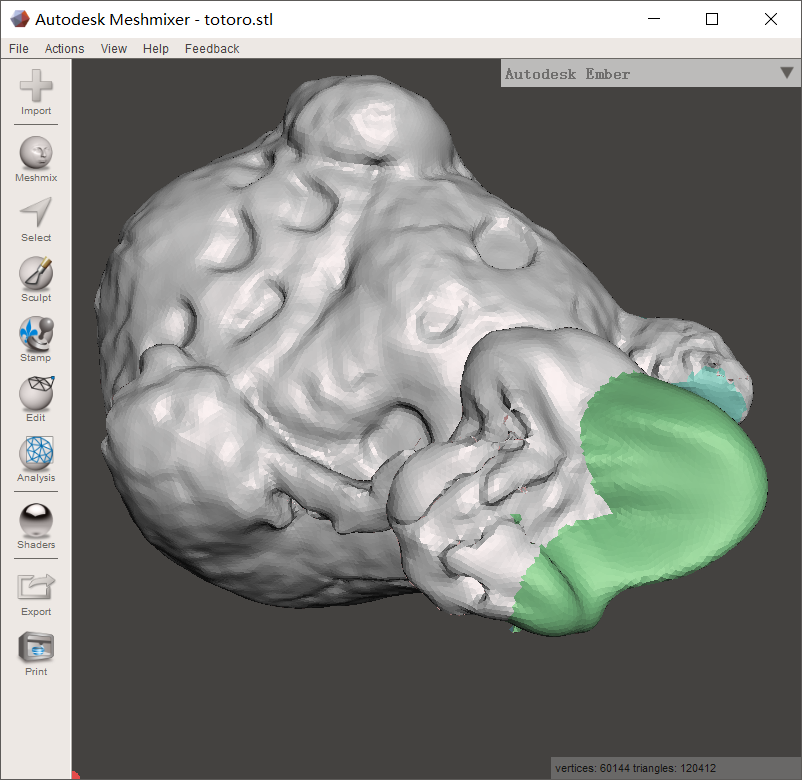 Autodesk Meshmixer - totoro.stl
File Actions View Help Feedback
Autodesk Ember
Import
Meshmix
Select
Sculpt
Stamp
Edit
Analysis
Shaders
Export
Print
vertices: 60144 triangles: 120412